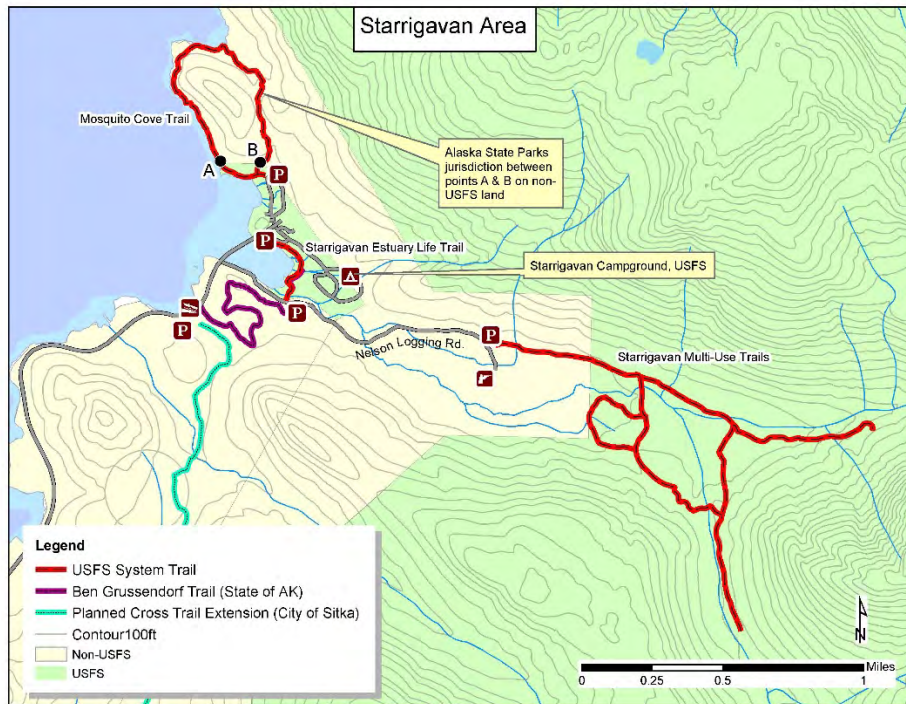 Starrigavan Area
Mosquito Cove Trail
A
B
P
Alaska State Parks
jurisdiction between
points A & B on non-
USFS land
P
Starrigavan Estuary Life Trail
Starrigavan Campground, USFS
P
P
P
Nelson Logging Rd.
Starrigavan Multi-Use Trails
Legend
USFS System Trail
Ben Grussendorf Trail (State of AK)
Planned Cross Trail Extension (City of Sitka)
Contour100ft
Non-USFS
USFS
N
Miles
0 0.25 0.5 1